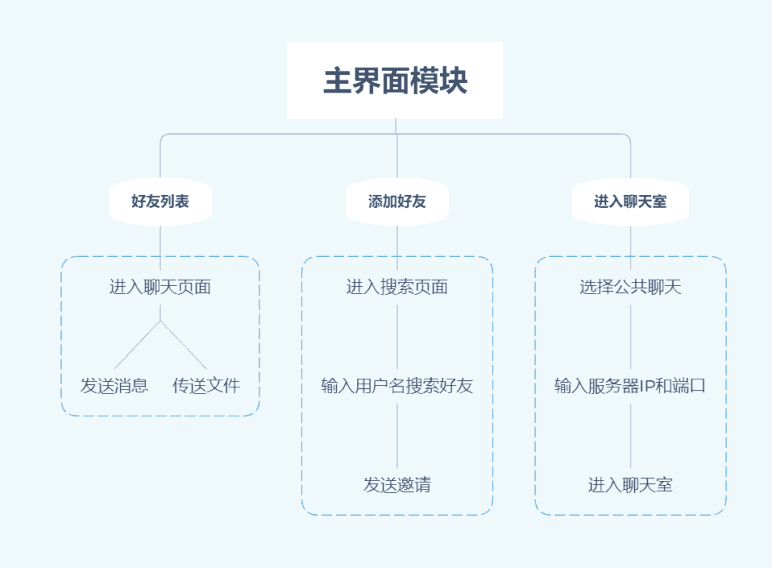 主界面模块
好友列表
添加好友
进入聊天室
进入聊天页面
进入搜索页面
选择公共聊天
发送消息
传送文件
输入用户名搜索好友
输入服务器IP和端口
发送邀请
进入聊天室